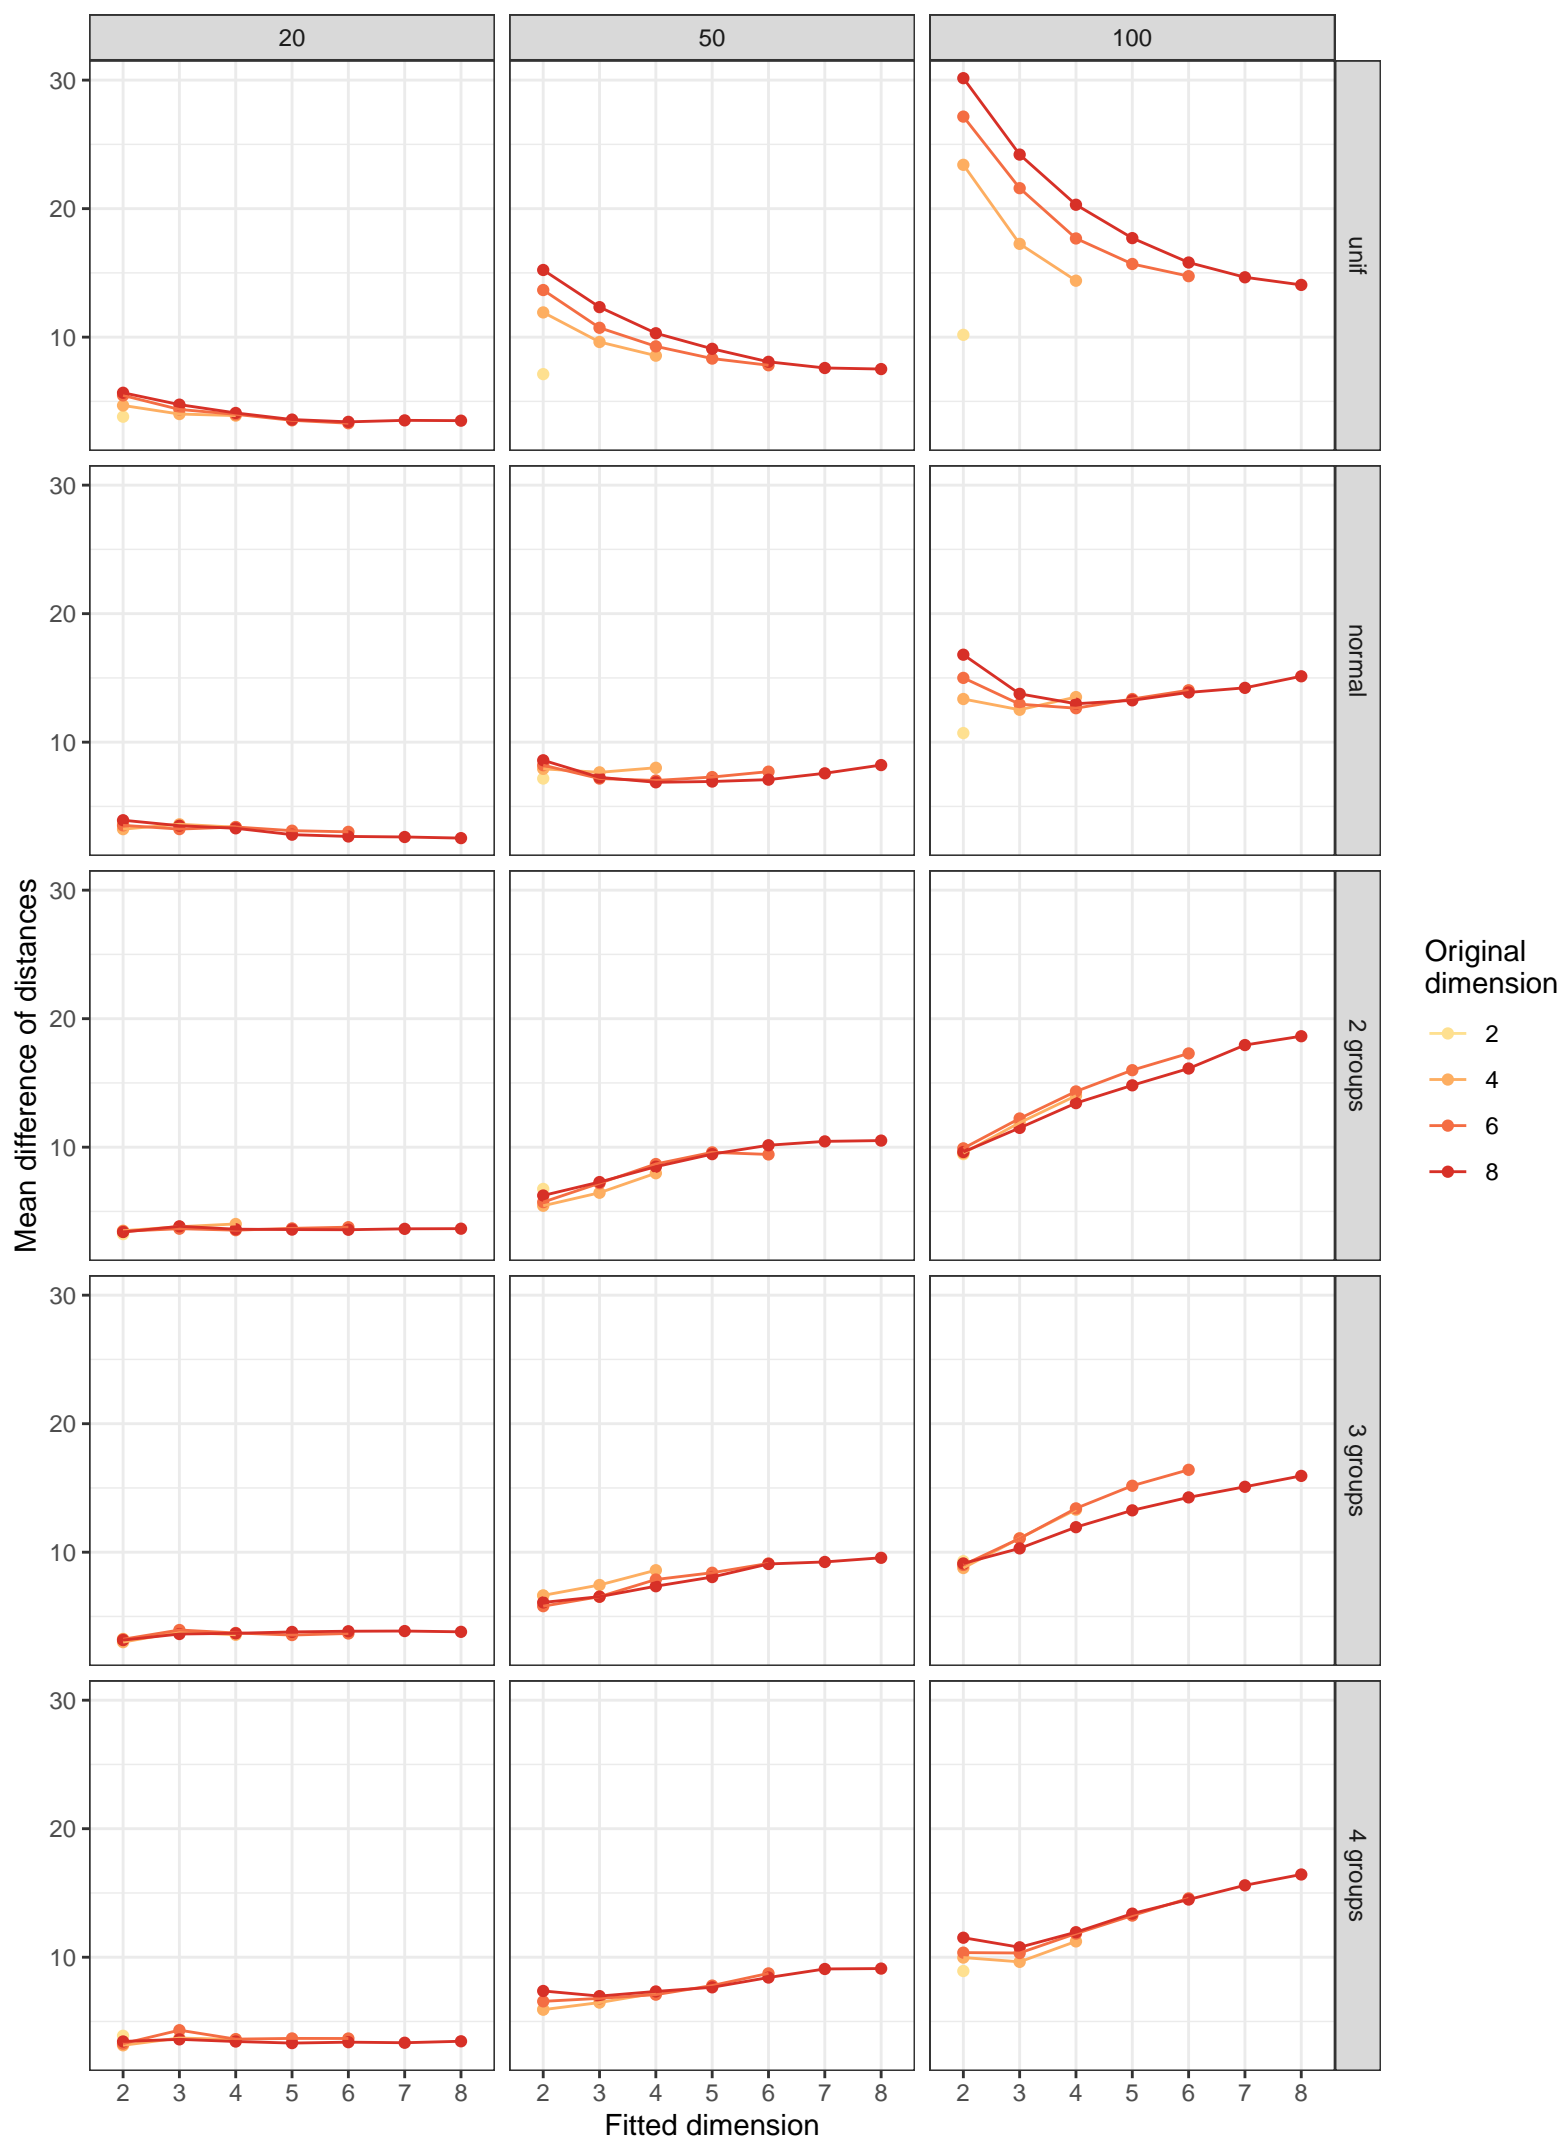 20 50 100
30
20
10
unif
30
20
10
normal
30
20
10
2 groups
30
20
10
3 groups
30
20
10
4 groups
2 3 4 5 6 7 8 2 3 4 5 6 7 8 2 3 4 5 6 7 8
Fitted dimension
Mean difference of distances
Original
dimension
2
4
6
8